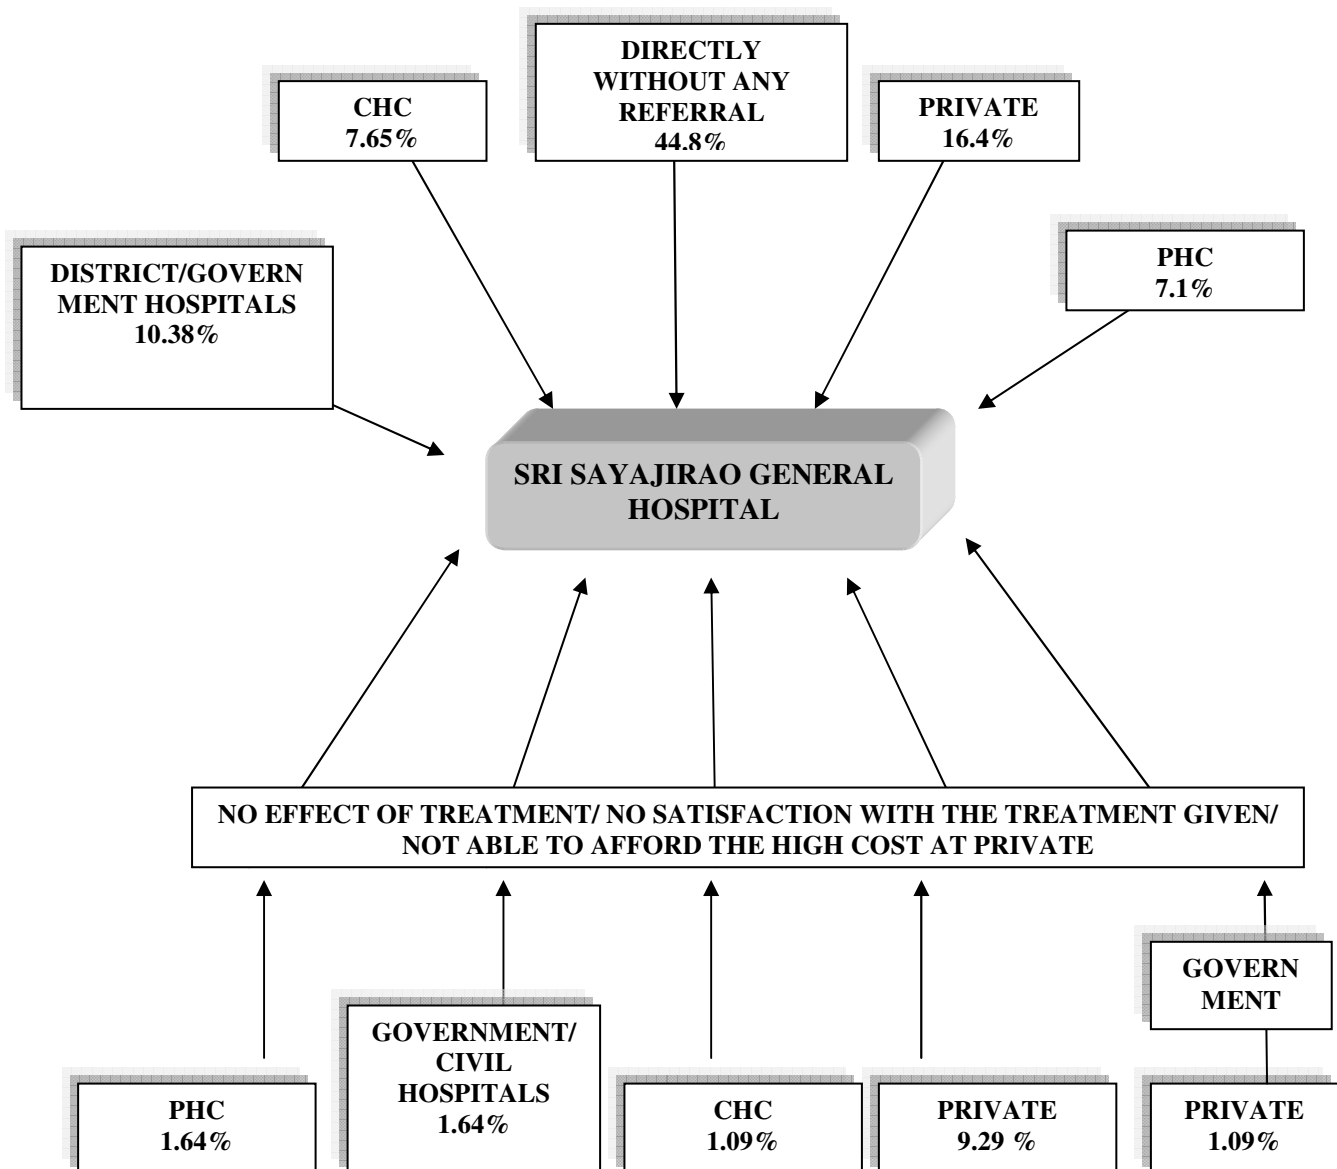 DIRECTLY
WITHOUT ANY
REFERRAL
44.8%
CHC
7.65%
PRIVATE
16.4%
DISTRICT/GOVERN
MENT HOSPITALS
10.38%
PHC
7.1%
SRI SAYAJIRAO GENERAL
HOSPITAL
NO EFFECT OF TREATMENT/ NO SATISFACTION WITH THE TREATMENT GIVEN/
NOT ABLE TO AFFORD THE HIGH COST AT PRIVATE
GOVERN
MENT
PHC
1.64%
GOVERNMENT/
CIVIL
HOSPITALS
1.64%
CHC
1.09%
PRIVATE
9.29 %
PRIVATE
1.09%